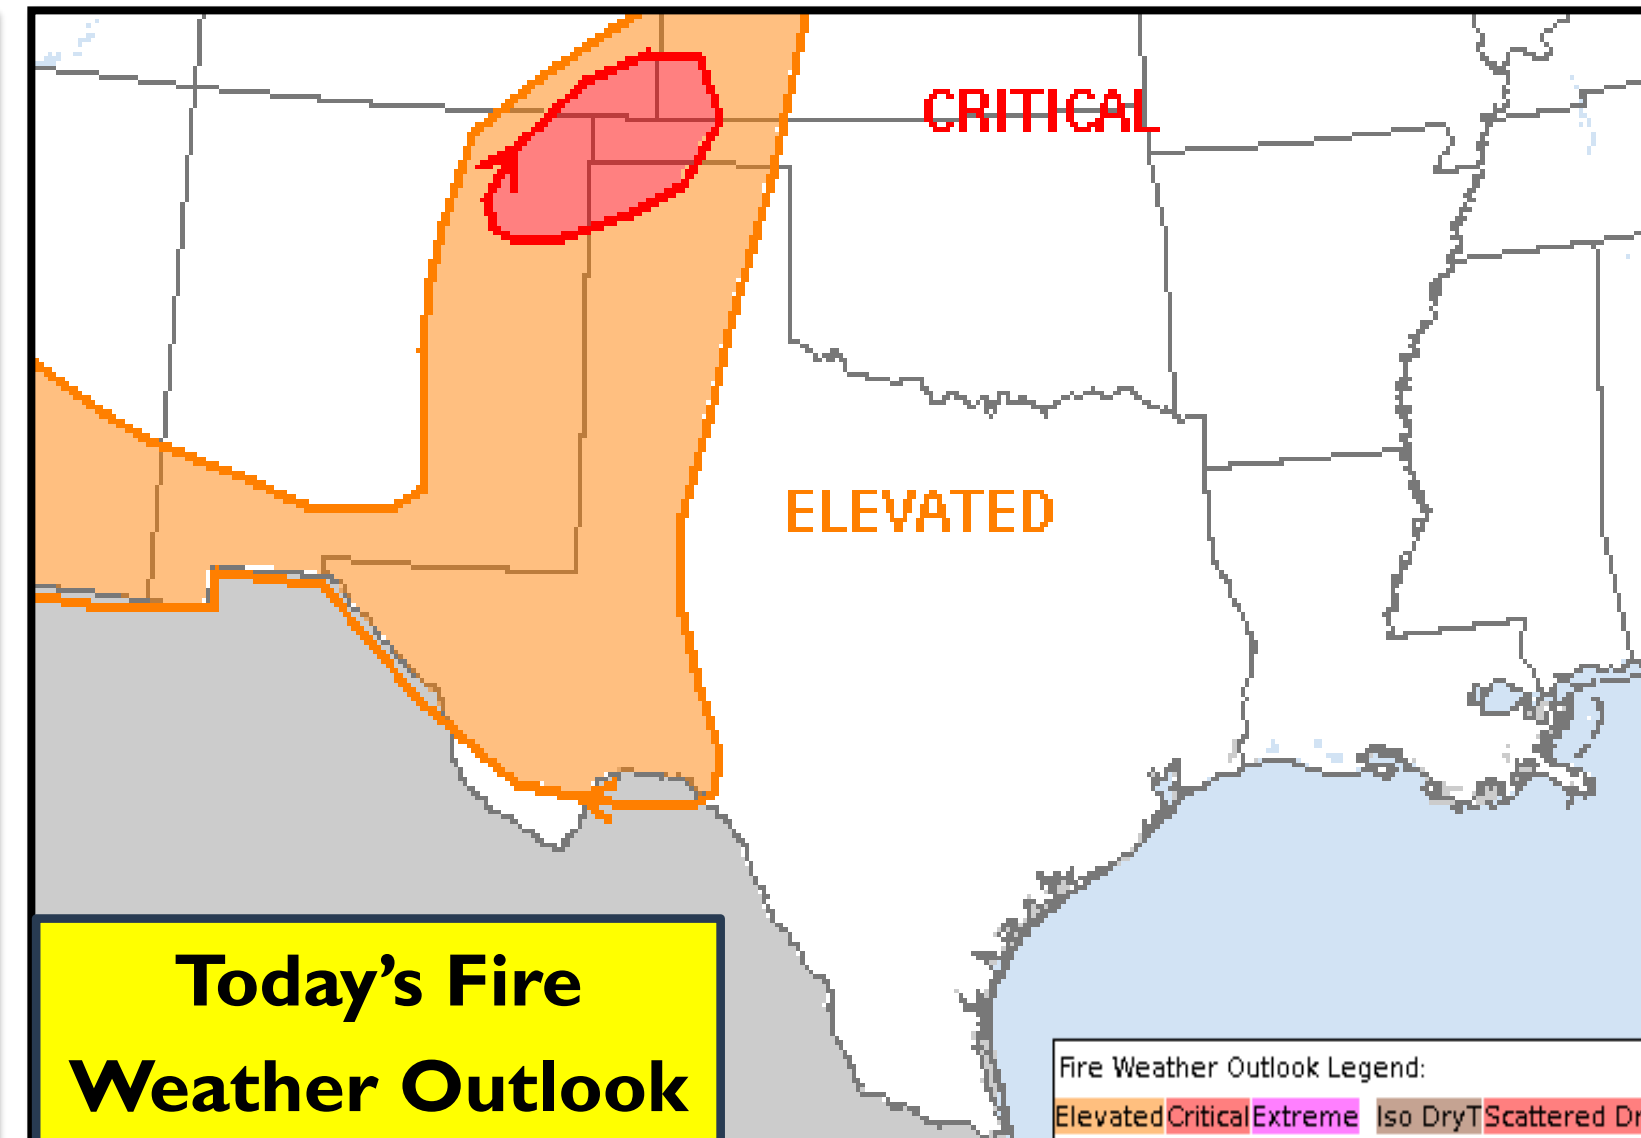 CRITICAL
ELEVATED
Today's Fire
Weather Outlook
Fire Weather Outlook Legend:
Elevated Critical Extreme Iso DryT Scattered Dr